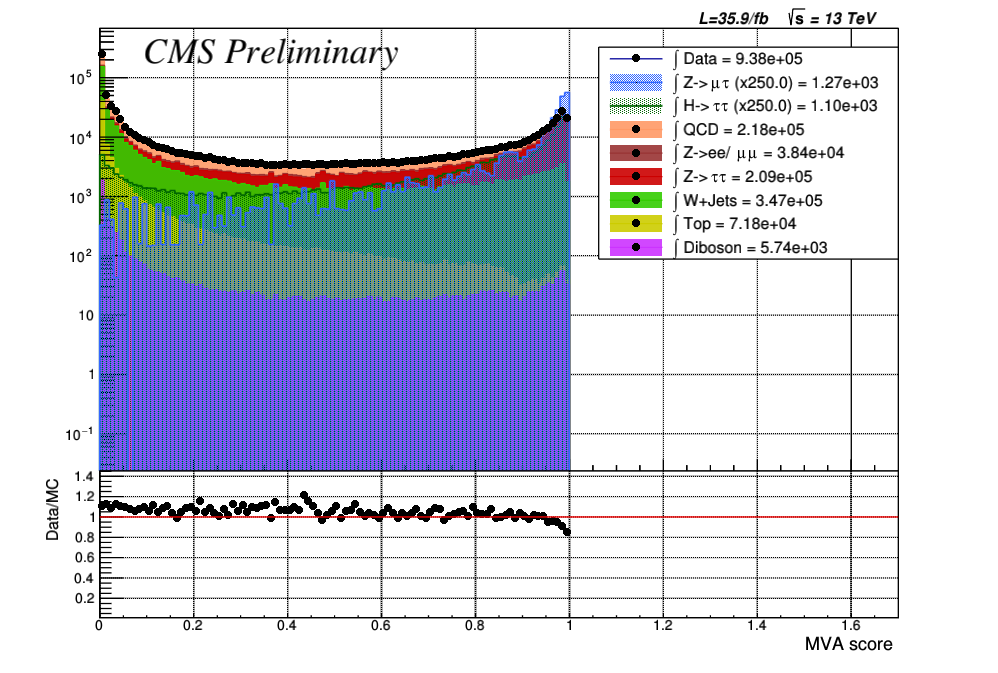 L=35.9/fb √s = 13 TeV
CMS Preliminary
∫ Data = 9.38e+05
∫ Z-> μτ (x250.0) = 1.27e+03
∫ H-> ττ (x250.0) = 1.10e+03
∫ QCD = 2.18e+05
∫ Z->ee/ μμ = 3.84e+04
∫ Z-> ττ = 2.09e+05
∫ W+Jets = 3.47e+05
∫ Top = 7.18e+04
∫ Diboson = 5.74e+03
10⁵
10⁴
10³
10²
10
1
10⁻¹
Data/MC
1.4
1.2
1
0.8
0.6
0.4
0.2
0 0.2 0.4 0.6 0.8 1 1.2 1.4 1.6
MVA score